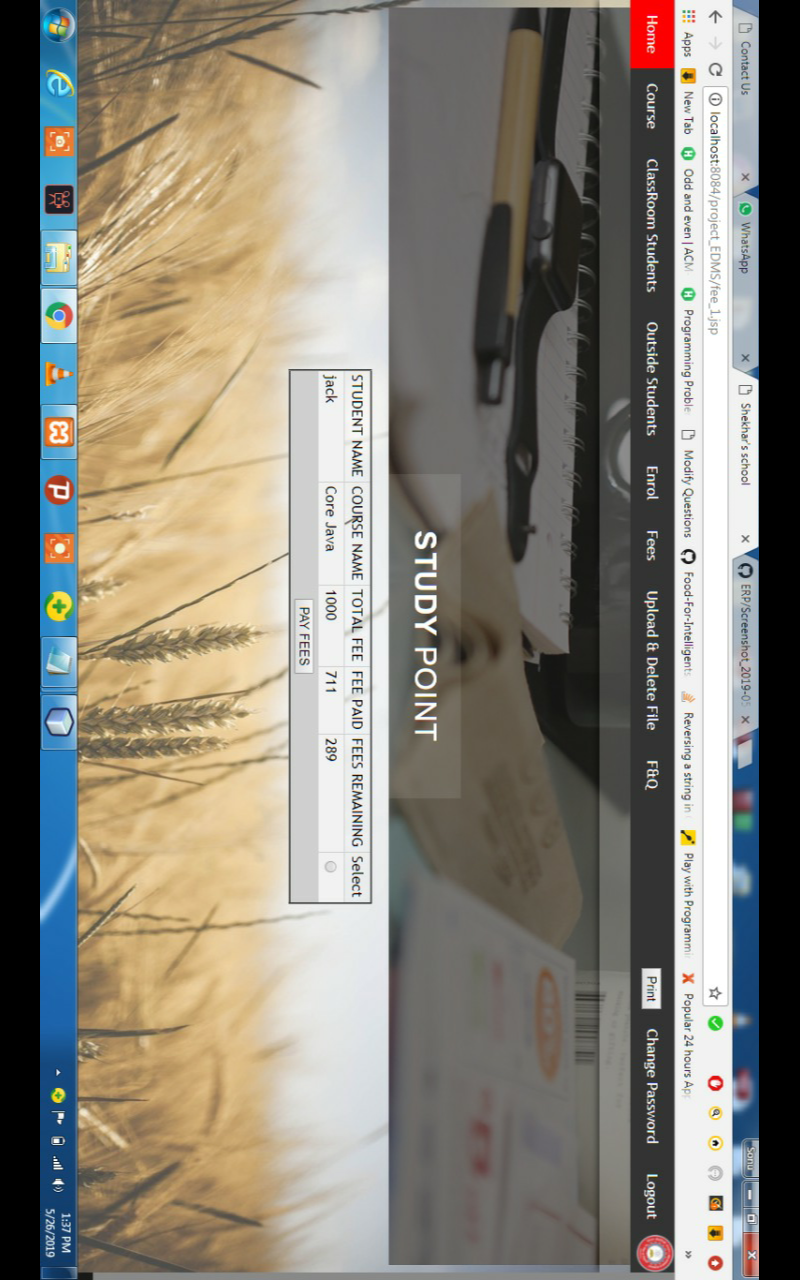 Contact Us
WhatsApp
Shekhar's school
ERP/Screenshot_2019-05
Sonu
localhost:8084/project_EDMS/fee_1.jsp
Apps
New Tab
Odd and even | ACM
Programming Proble
Modify Questions
Food-For-Intelligents
Reversing a string in
Play with Programmi
Popular 24 hours Ap
»
Home
Course
ClassRoom Students
Outside Students
Enrol
Fees
Upload & Delete File
F&Q
Print
Change Password
Logout
STUDY POINT
STUDENT NAME COURSE NAME TOTAL FEE FEE PAID FEES REMAINING Select
jack Core Java 1000 711 289
PAY FEES
1:37 PM
5/26/2019